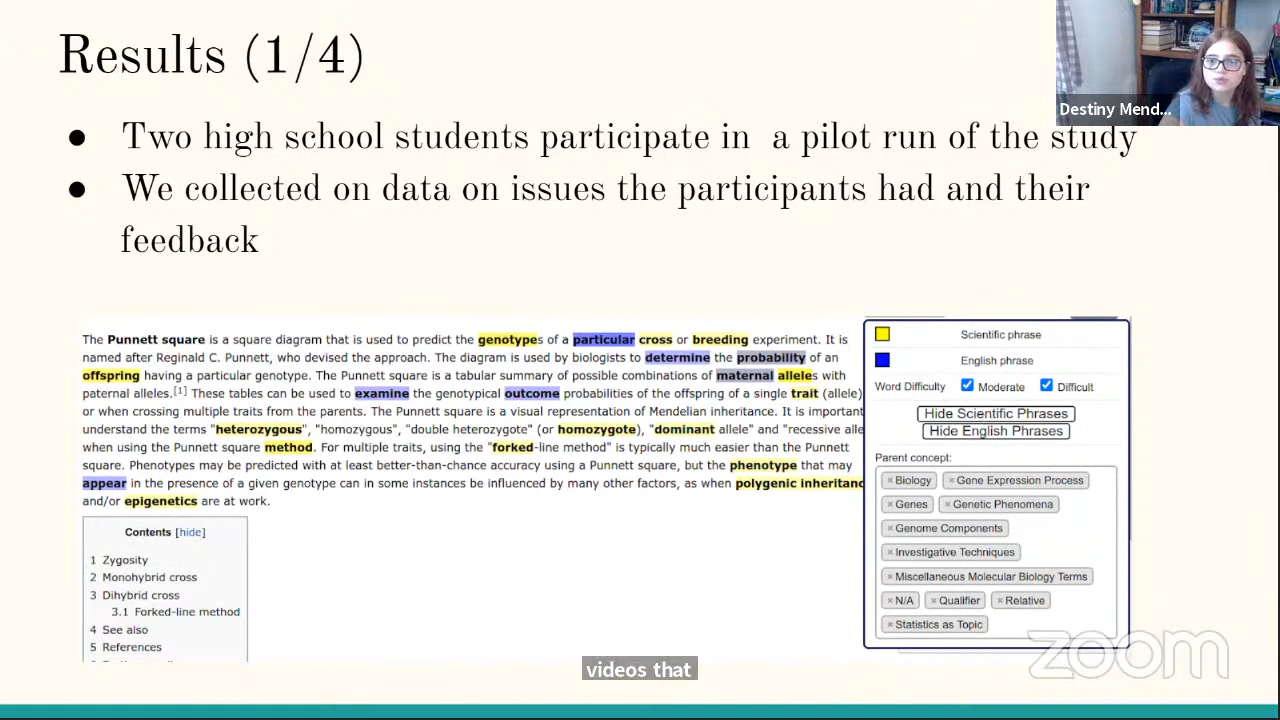 Results (1/4)
Destiny Mend...
● Two high school students participate in a pilot run of the study
● We collected on data on issues the participants had and their
feedback
The Punnett square is a square diagram that is used to predict the genotypes of a particular cross or breeding experiment. It is
named after Reginald C. Punnett, who devised the approach. The diagram is used by biologists to determine the probability of an
offspring having a particular genotype. The Punnett square is a tabular summary of possible combinations of maternal alleles with
paternal alleles.[1] These tables can be used to examine the genotypical outcome probabilities of the offspring of a single trait (allele)
or when crossing multiple traits from the parents. The Punnett square is a visual representation of Mendelian inheritance. It is important
understand the terms "heterozygous", "homozygous", "double heterozygote" (or homozygote), "dominant allele" and "recessive alle
when using the Punnett square method. For multiple traits, using the "forked-line method" is typically much easier than the Punnett
square. Phenotypes may be predicted with at least better-than-chance accuracy using a Punnett square, but the phenotype that may
appear in the presence of a given genotype can in some instances be influenced by many other factors, as when polygenic inheritanc
and/or epigenetics are at work.
Contents [hide]
1 Zygosity
2 Monohybrid cross
3 Dihybrid cross
3.1 Forked-line method
4 See also
5 References
Scientific phrase
English phrase
Word Difficulty Moderate Difficult
Hide Scientific Phrases
Hide English Phrases
Parent concept:
× Biology × Gene Expression Process
× Genes × Genetic Phenomena
× Genome Components
× Investigative Techniques
× Miscellaneous Molecular Biology Terms
× N/A × Qualifier × Relative
× Statistics as Topic
zoom
videos that